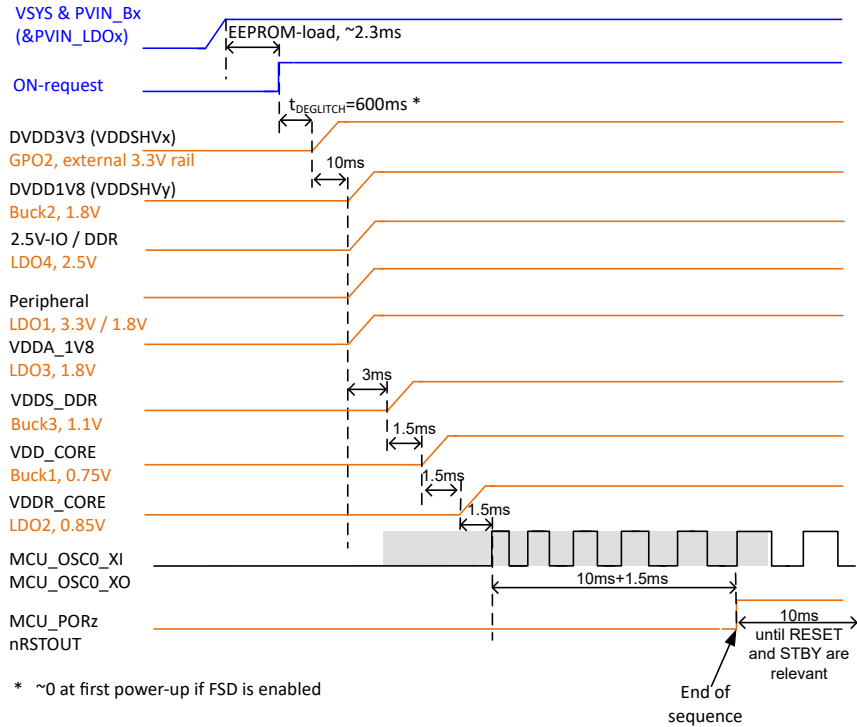 VSYS & PVIN_Bx
(&PVIN_LDOx)
EEPROM-load, ~2.3ms
ON-request
tDEGLITCH=600ms *
DVDD3V3 (VDDSHVx)
GPO2, external 3.3V rail
10ms
DVDD1V8 (VDDSHVy)
Buck2, 1.8V
2.5V-IO / DDR
LDO4, 2.5V
Peripheral
LDO1, 3.3V / 1.8V
VDDA_1V8
LDO3, 1.8V
3ms
VDDS_DDR
Buck3, 1.1V
1.5ms
VDD_CORE
Buck1, 0.75V
1.5ms
VDDR_CORE
LDO2, 0.85V
1.5ms
MCU_OSC0_XI
MCU_OSC0_XO
10ms+1.5ms
MCU_PORz
nRSTOUT
10ms
until RESET
and STBY are
relevant
* ~0 at first power-up if FSD is enabled
End of
sequence